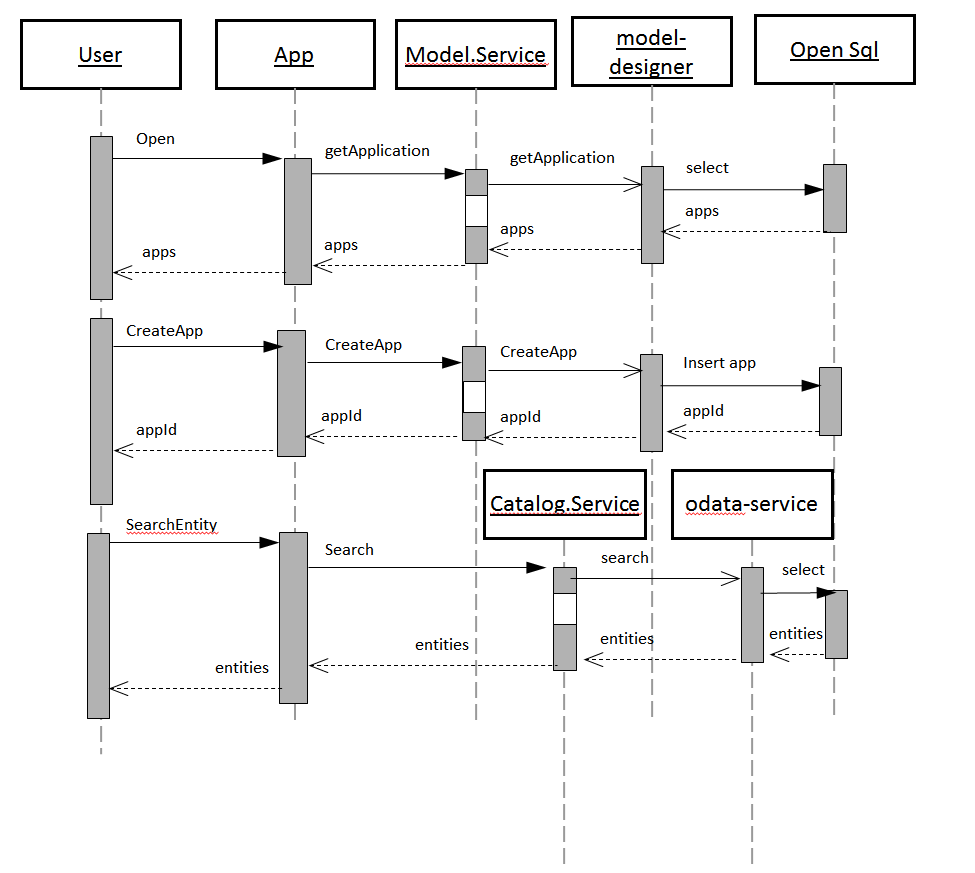 User
App
Model.Service
model-
designer
Open Sql
Open
getApplication
getApplication
select
apps
apps
apps
apps
CreateApp
CreateApp
CreateApp
Insert app
appId
appId
appId
appId
Catalog.Service
odata-service
SearchEntity
Search
search
select
entities
entities
entities
entities